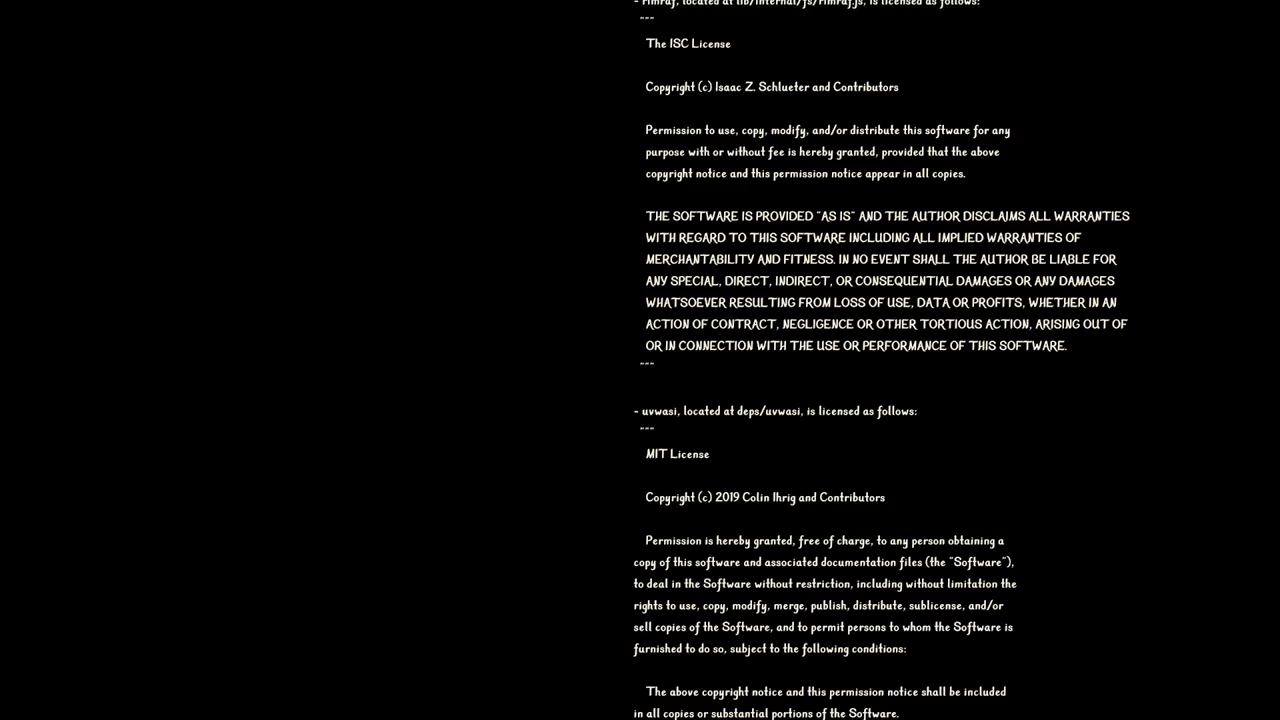 - rimraf, located at lib/internal/fs/rimraf.js, is licensed as follows:
"""
The ISC License
Copyright (c) Isaac Z. Schlueter and Contributors
Permission to use, copy, modify, and/or distribute this software for any
purpose with or without fee is hereby granted, provided that the above
copyright notice and this permission notice appear in all copies.
THE SOFTWARE IS PROVIDED "AS IS" AND THE AUTHOR DISCLAIMS ALL WARRANTIES
WITH REGARD TO THIS SOFTWARE INCLUDING ALL IMPLIED WARRANTIES OF
MERCHANTABILITY AND FITNESS. IN NO EVENT SHALL THE AUTHOR BE LIABLE FOR
ANY SPECIAL, DIRECT, INDIRECT, OR CONSEQUENTIAL DAMAGES OR ANY DAMAGES
WHATSOEVER RESULTING FROM LOSS OF USE, DATA OR PROFITS, WHETHER IN AN
ACTION OF CONTRACT, NEGLIGENCE OR OTHER TORTIOUS ACTION, ARISING OUT OF
OR IN CONNECTION WITH THE USE OR PERFORMANCE OF THIS SOFTWARE.
"""
- uvwasi, located at deps/uvwasi, is licensed as follows:
"""
MIT License
Copyright (c) 2019 Colin Ihrig and Contributors
Permission is hereby granted, free of charge, to any person obtaining a
copy of this software and associated documentation files (the "Software"),
to deal in the Software without restriction, including without limitation the
rights to use, copy, modify, merge, publish, distribute, sublicense, and/or
sell copies of the Software, and to permit persons to whom the Software is
furnished to do so, subject to the following conditions:
The above copyright notice and this permission notice shall be included
in all copies or substantial portions of the Software.